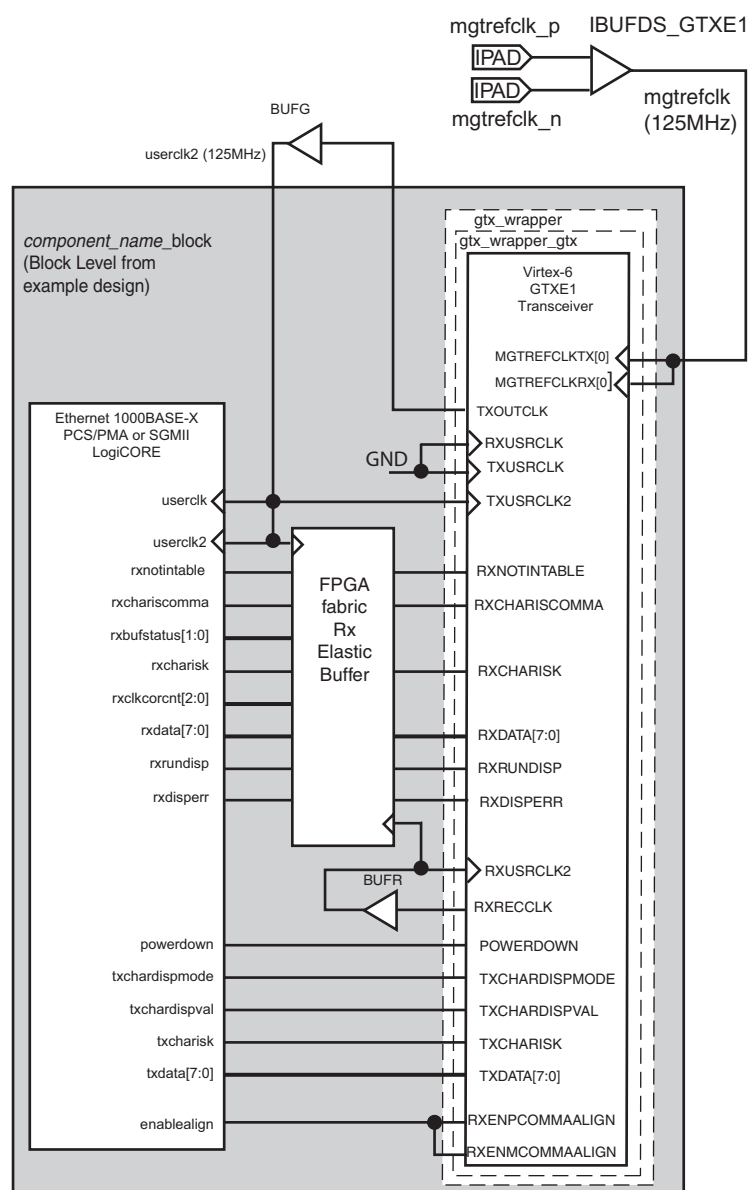 mgtrefclk_p
IBUFDS_GTXE1
IPAD
IPAD
mgtrefclk_n
mgtrefclk
(125MHz)
BUFG
userclk2 (125MHz)
component_name_block
(Block Level from
example design)
gtx_wrapper
gtx_wrapper_gtx
Virtex-6
GTXE1
Transceiver
MGTREFCLKTX[0]
MGTREFCLKRX[0]
TXOUTCLK
Ethernet 1000BASE-X
PCS/PMA or SGMII
LogiCORE
GND
RXUSRCLK
TXUSRCLK
userclk
TXUSRCLK2
userclk2
rxnotintable
RXNOTINTABLE
rxchariscomma
RXCHARISCOMMA
rxbufstatus[1:0]
rxcharisk
RXCHARISK
rxclkcorcnt[2:0]
rxdata[7:0]
RXDATA[7:0]
rxrundisp
RXRUNDISP
rxdisperr
RXDISPERR
FPGA
fabric
Rx
Elastic
Buffer
RXUSRCLK2
BUFR
RXRECCLK
powerdown
POWERDOWN
txchardispmode
TXCHARDISPMODE
txchardispval
TXCHARDISPVAL
txcharisk
TXCHARISK
txdata[7:0]
TXDATA[7:0]
enablealign
RXENPCOMMAALIGN
RXENMCOMMAALIGN